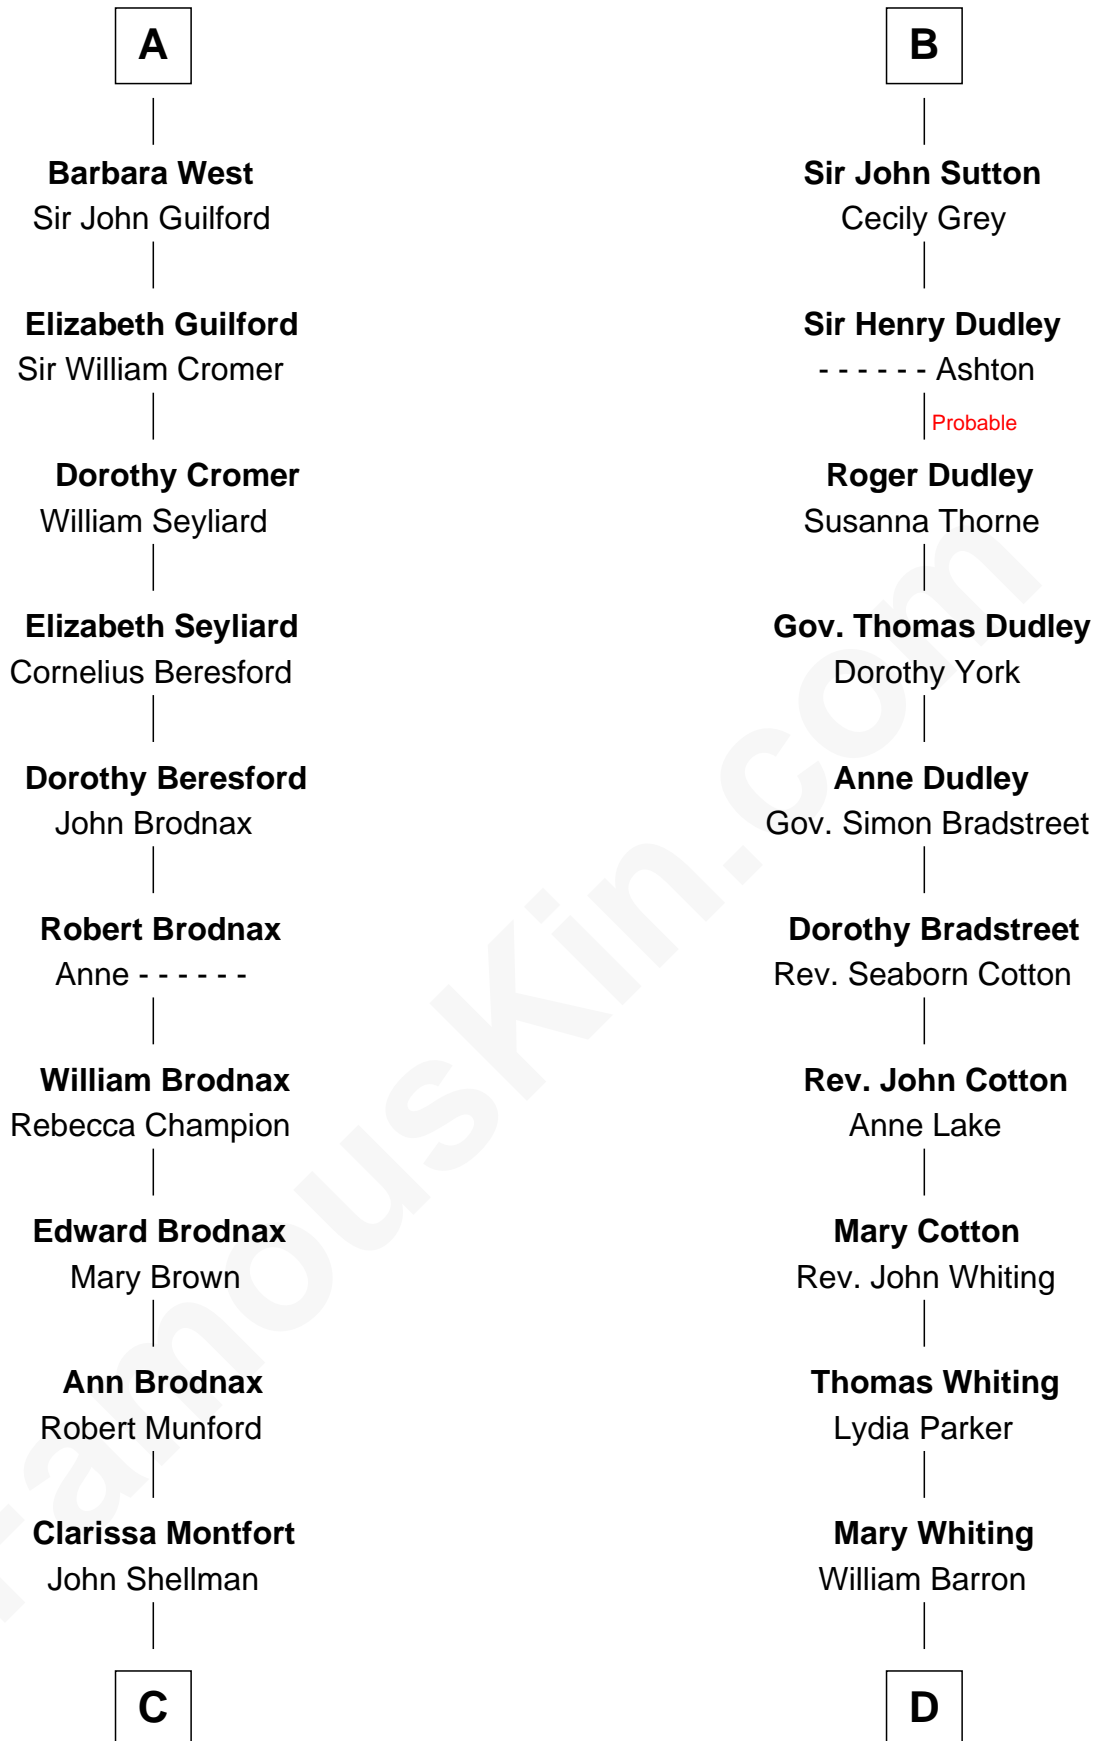 A
Barbara West
Sir John Guilford
Elizabeth Guilford
Sir William Cromer
Dorothy Cromer
William Seyliard
Elizabeth Seyliard
Cornelius Beresford
Dorothy Beresford
John Brodnax
Robert Brodnax
Anne - - - - - -
William Brodnax
Rebecca Champion
Edward Brodnax
Mary Brown
Ann Brodnax
Robert Munford
Clarissa Montfort
John Shellman
C
B
Sir John Sutton
Cecily Grey
Sir Henry Dudley
- - - - - - Ashton
Probable
Roger Dudley
Susanna Thorne
Gov. Thomas Dudley
Dorothy York
Anne Dudley
Gov. Simon Bradstreet
Dorothy Bradstreet
Rev. Seaborn Cotton
Rev. John Cotton
Anne Lake
Mary Cotton
Rev. John Whiting
Thomas Whiting
Lydia Parker
Mary Whiting
William Barron
D
FamousKin.com